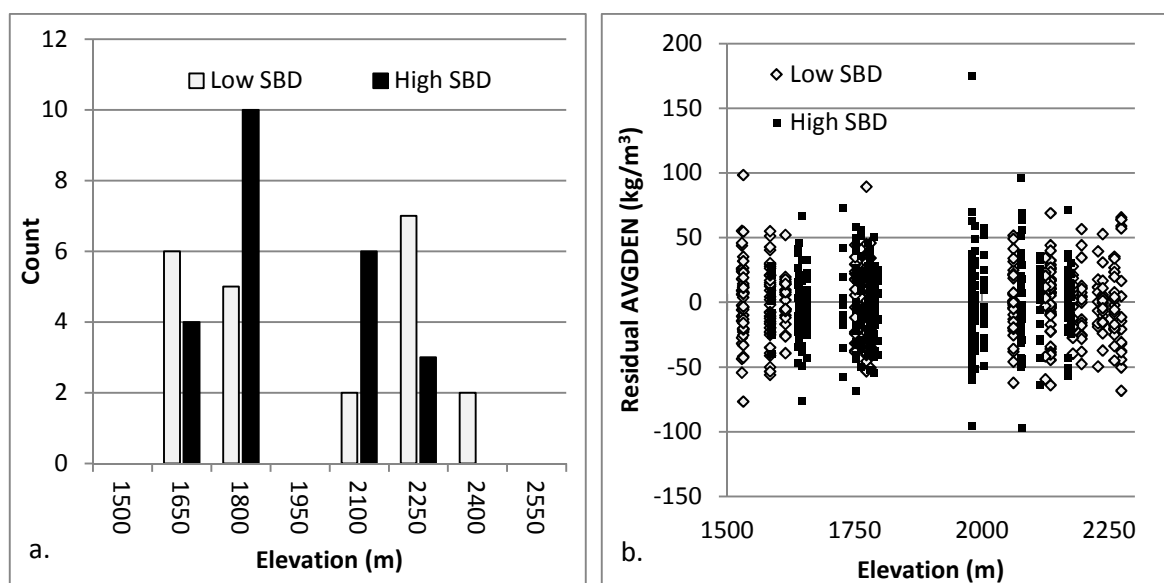 12
10
8
6
4
2
0
Count
Low SBD High SBD
1500 1650 1800 1950 2100 2250 2400 2550
Elevation (m)
a.
200
150
100
50
0
-50
-100
-150
Residual AVGDEN (kg/m³)
Low SBD
High SBD
1500 1750 2000 2250
Elevation (m)
b.